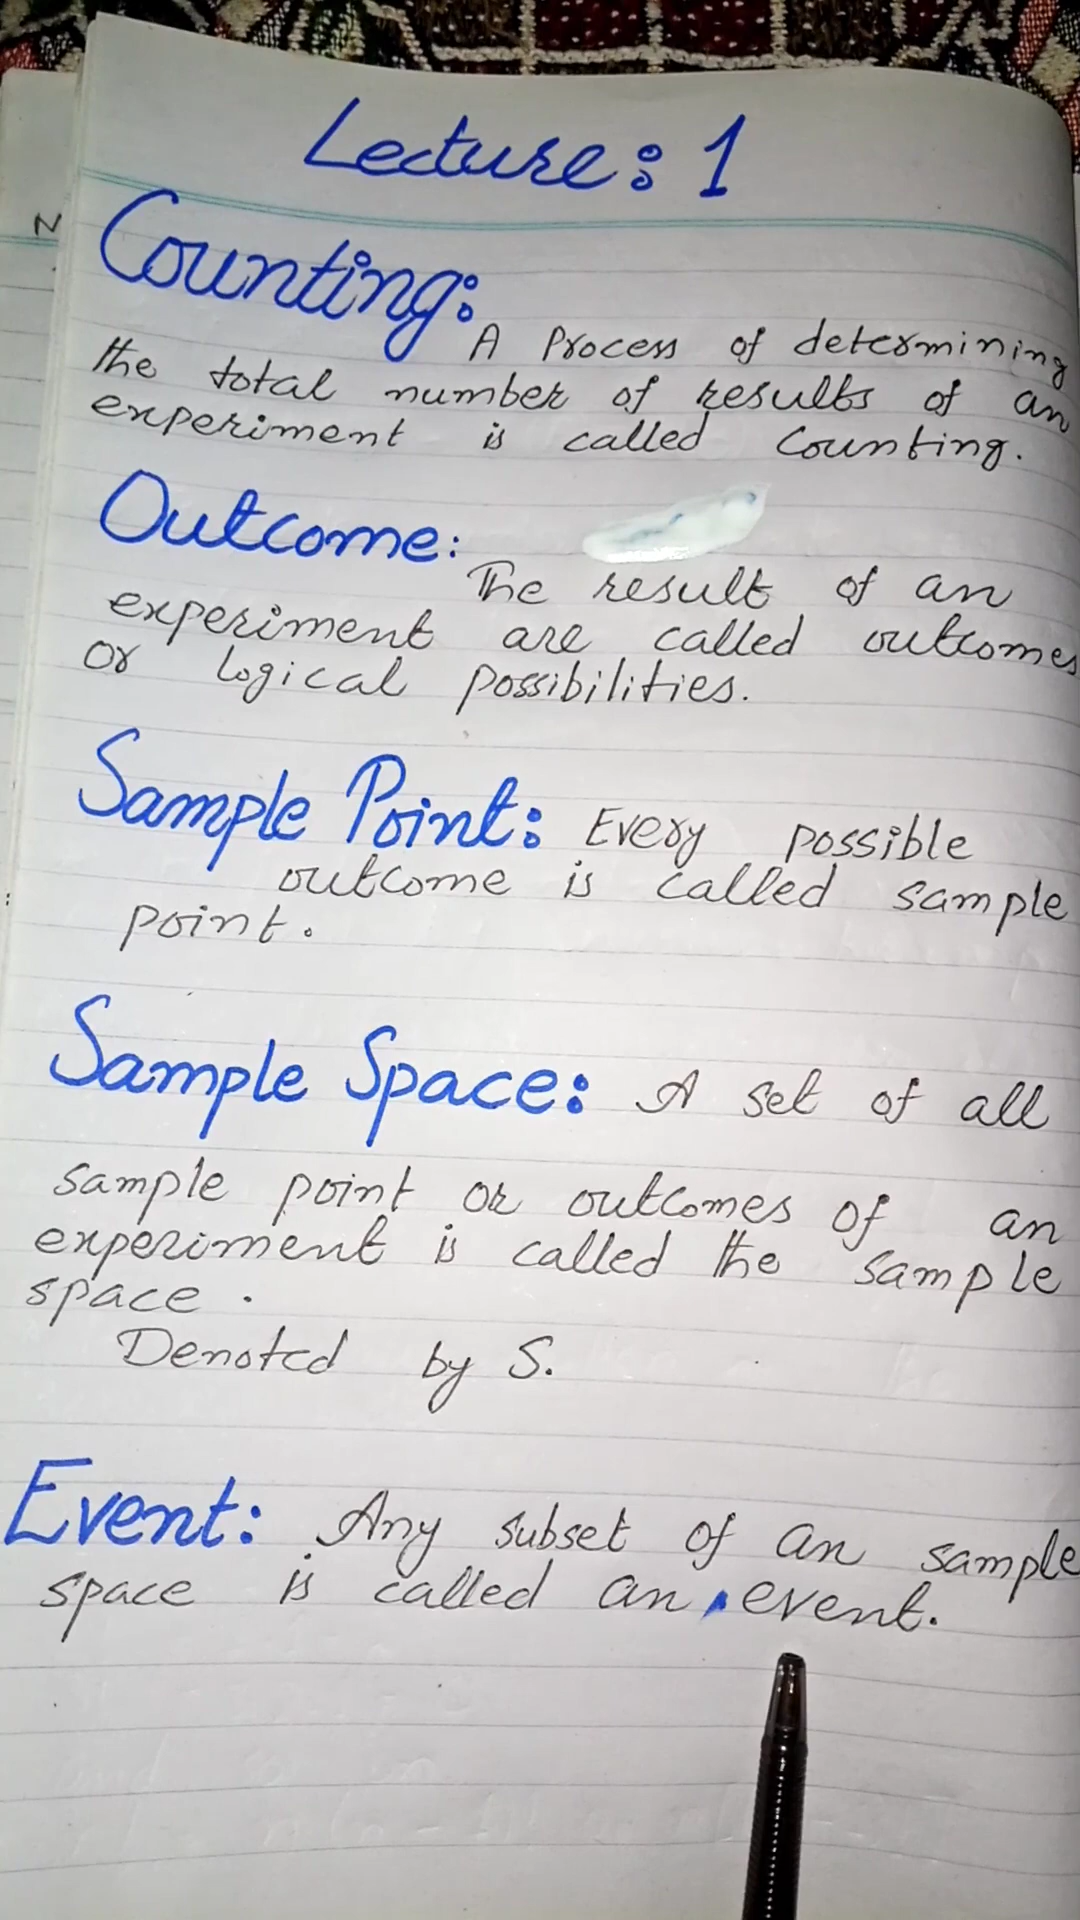 Lecture: 1
N
Counting:
A Process of determining
the total number of results of an
experiment is called Counting.
Outcome:
The result of an
experiment are called outcomes
or logical possibilities.
Sample Point: Every possible
outcome is called sample
point.
Sample Space: A set of all
sample point or outcomes of an
experiment is called the sample
space.
Denoted by S.
Event: Any subset of an sample
space is called an event.